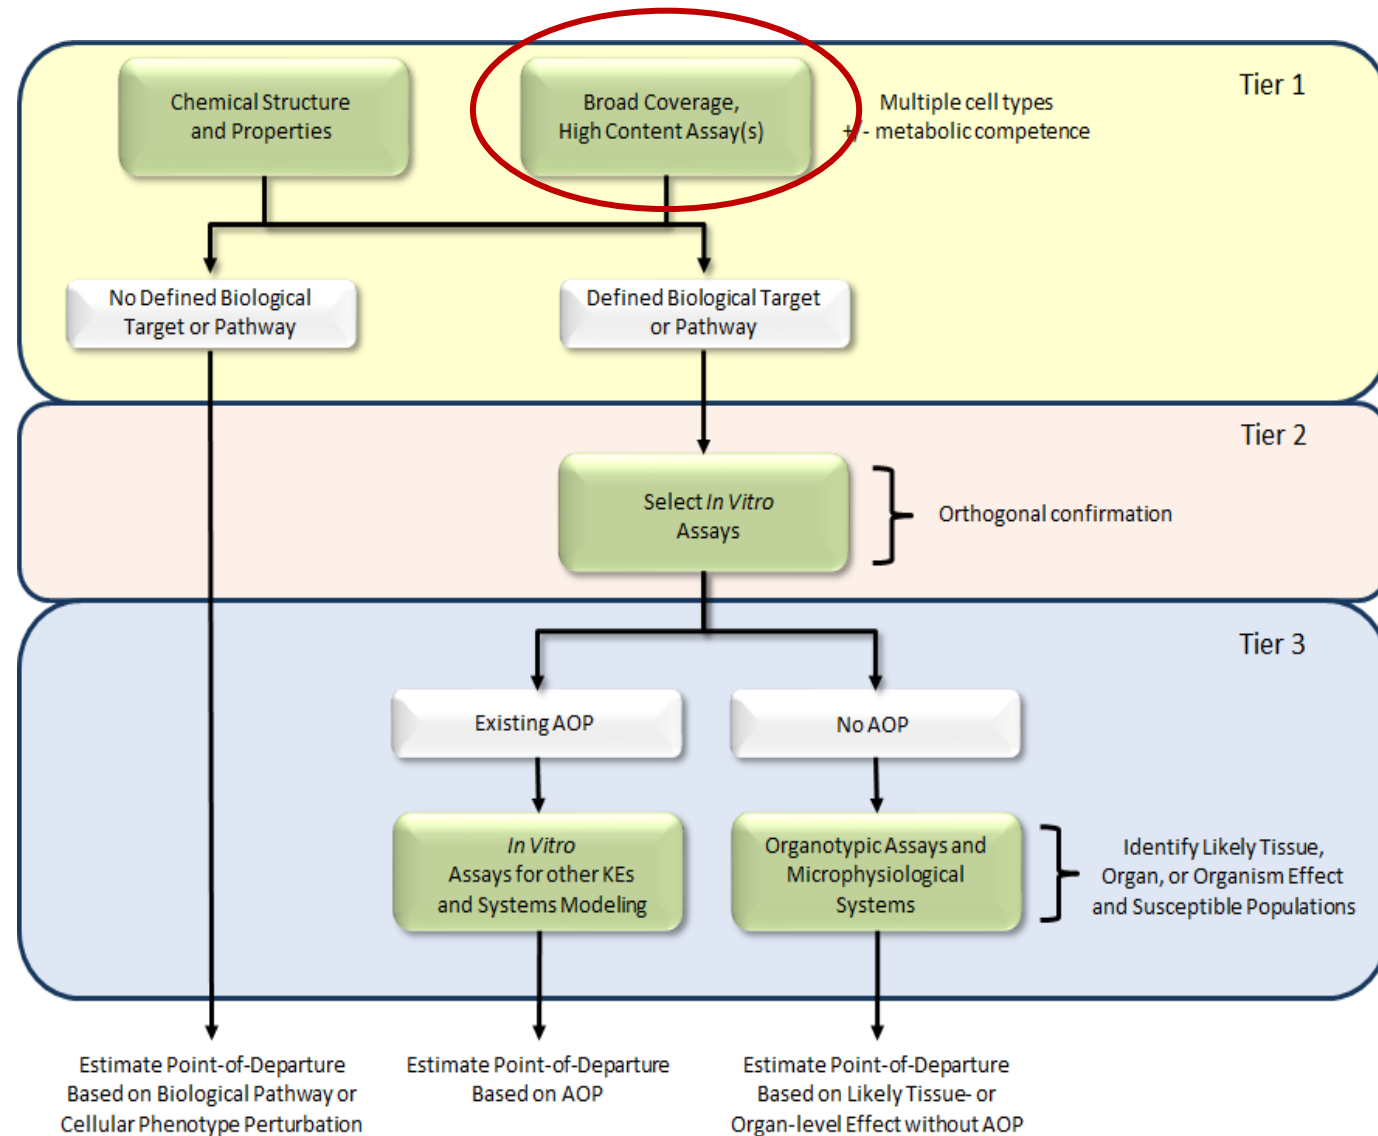 Tier 1
Chemical Structure
and Properties
Broad Coverage,
High Content Assay(s)
Multiple cell types
+/- metabolic competence
No Defined Biological
Target or Pathway
Defined Biological Target
or Pathway
Tier 2
Select In Vitro
Assays
Orthogonal confirmation
Tier 3
Existing AOP
No AOP
In Vitro
Assays for other KEs
and Systems Modeling
Organotypic Assays and
Microphysiological
Systems
Identify Likely Tissue,
Organ, or Organism Effect
and Susceptible Populations
Estimate Point-of-Departure
Based on Biological Pathway or
Cellular Phenotype Perturbation
Estimate Point-of-Departure
Based on AOP
Estimate Point-of-Departure
Based on Likely Tissue- or
Organ-level Effect without AOP